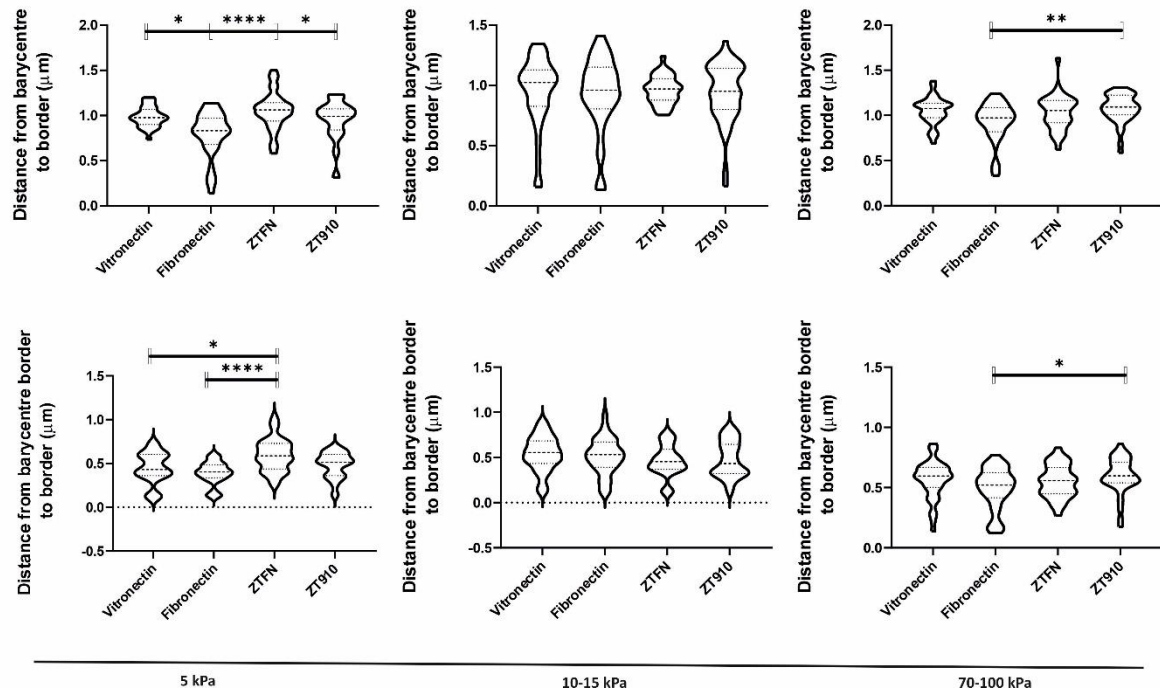 * **** *
Distance from barycentre
to border (μm)
2.0
1.5
1.0
0.5
0.0
Vitronectin
Fibronectin
ZTFN
ZT910
Distance from barycentre
to border (μm)
1.5
1.0
0.5
0.0
Vitronectin
Fibronectin
ZTFN
ZT910
**
Distance from barycentre
to border (μm)
2.0
1.5
1.0
0.5
0.0
Vitronectin
Fibronectin
ZTFN
ZT910
*
****
Distance from barycentre border
to border (μm)
1.5
1.0
0.5
0.0
-0.5
Vitronectin
Fibronectin
ZTFN
ZT910
Distance from barycentre border
to border (μm)
1.5
1.0
0.5
0.0
-0.5
Vitronectin
Fibronectin
ZTFN
ZT910
*
Distance from barycentre border
to border (μm)
1.5
1.0
0.5
0.0
Vitronectin
Fibronectin
ZTFN
ZT910
5 kPa
10-15 kPa
70-100 kPa